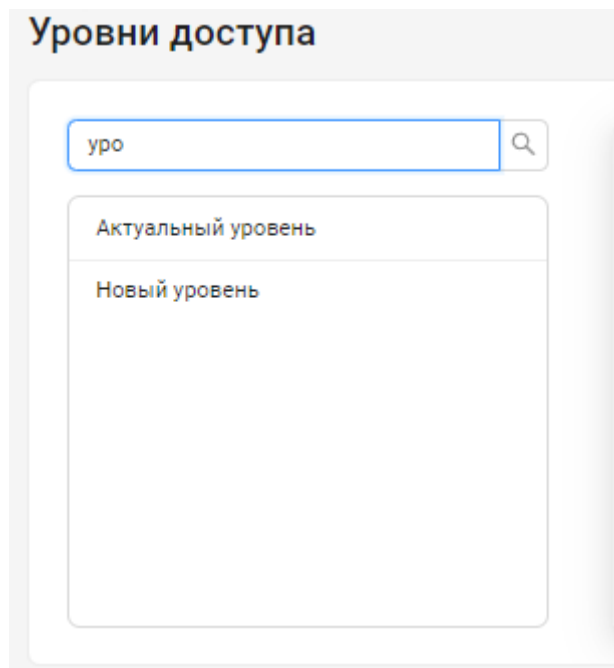 Уровни доступа
уро
Актуальный уровень
Новый уровень